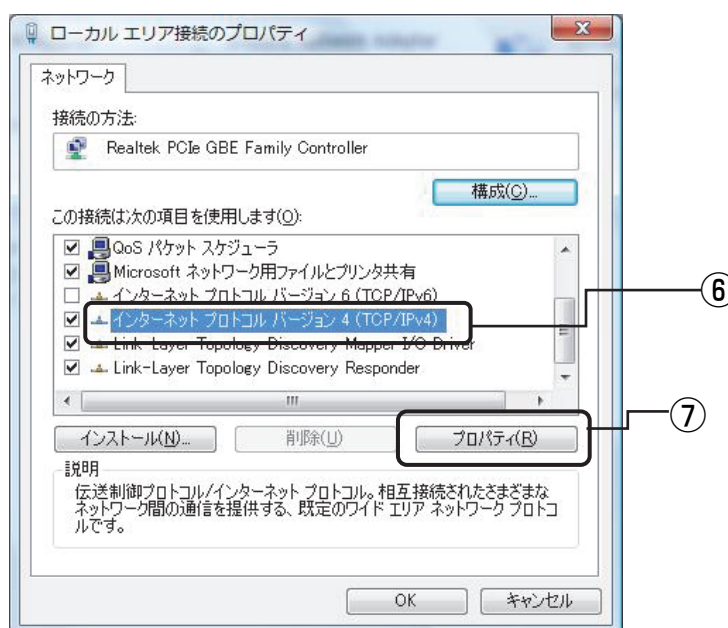 ローカル エリア接続のプロパティ
ネットワーク
接続の方法:
Realtek PCIe GBE Family Controller
構成(C)...
この接続は次の項目を使用します(O):
QoS パケット スケジューラ
Microsoft ネットワーク用ファイルとプリンタ共有
インターネット プロトコル バージョン 6 (TCP/IPv6)
インターネット プロトコル バージョン 4 (TCP/IPv4)
Link-Layer Topology Discovery Mapper I/O Driver
Link-Layer Topology Discovery Responder
⑥
インストール(N)...
削除(U)
プロパティ(R)
⑦
説明
伝送制御プロトコル/インターネット プロトコル。相互接続されたさまざまな
ネットワーク間の通信を提供する、既定のワイド エリア ネットワーク プロトコ
ルです。
OK
キャンセル